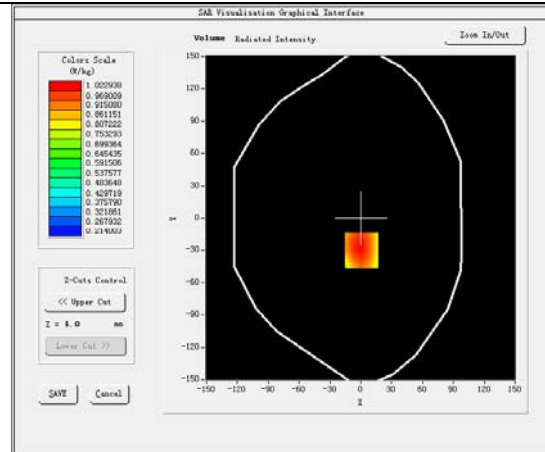 SAR Visualisation Graphical Interface
Volume Radiated Intensity
Zoom In/Out
Colors Scale
(W/kg)
1.022938
0.969009
0.915080
0.861151
0.807222
0.753293
0.699364
0.645435
0.591506
0.537577
0.483648
0.429719
0.375790
0.321861
0.267932
0.214003
150
120
90
60
30
0
-30
-60
-90
-120
-150
Y
-150 -120 -90 -60 -30 0 30 60 90 120 150
X
Z-Cuts Control
<< Upper Cut
Z = 4.0 mm
Lower Cut >>
SAVE Cancel